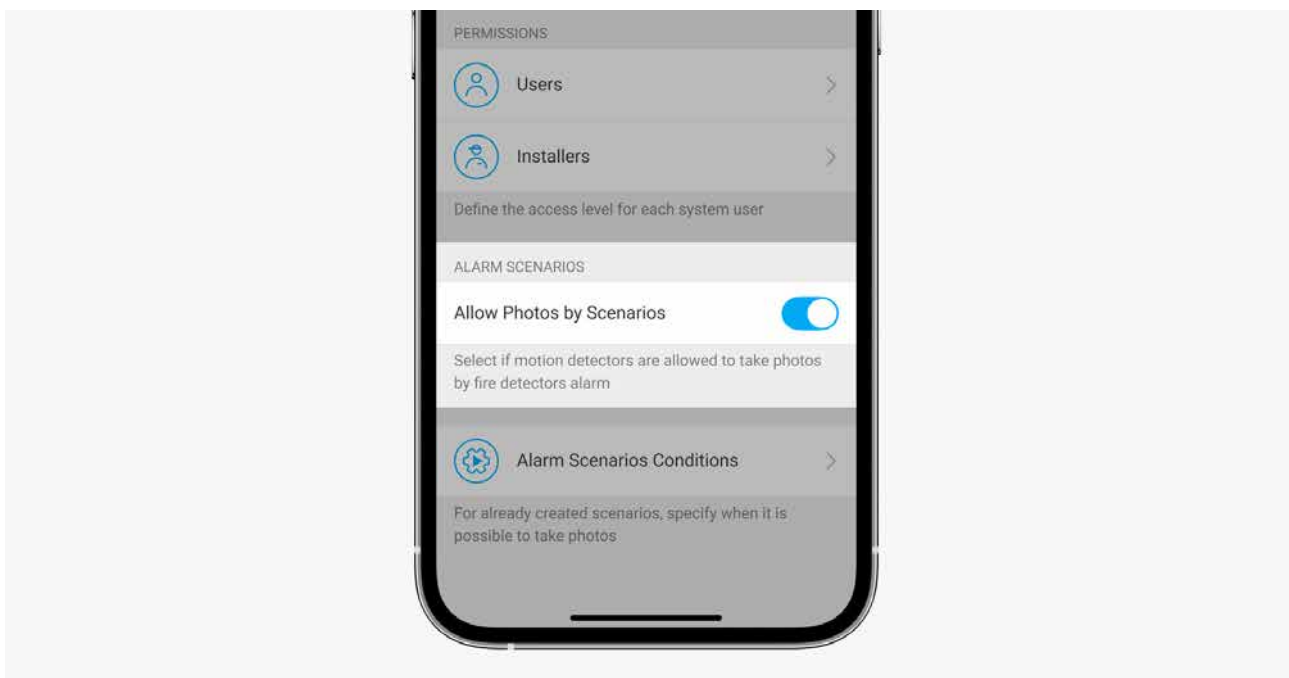 PERMISSIONS
Users
Installers
Define the access level for each system user
ALARM SCENARIOS
Allow Photos by Scenarios
Select if motion detectors are allowed to take photos
by fire detectors alarm
Alarm Scenarios Conditions
For already created scenarios, specify when it is
possible to take photos